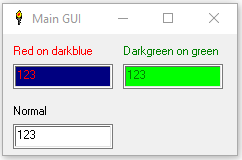 Main GUI
Red on darkblue
Darkgreen on green
123
123
Normal
123